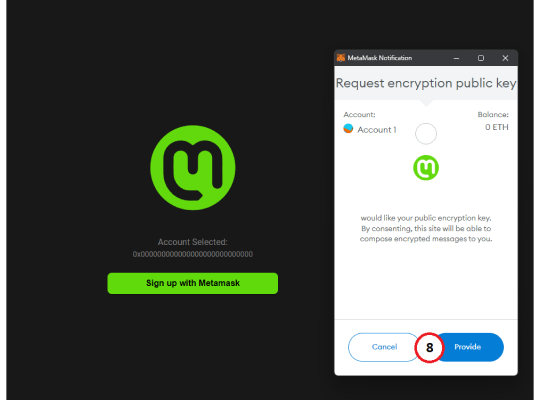 MetaMask Notification
Request encryption public key
Account:
Balance:
Account 1
0 ETH
would like your public encryption key.
By consenting, this site will be able to
compose encrypted messages to you.
Account Selected:
0x00000000000000000000000000000
Sign up with Metamask
Cancel
8
Provide